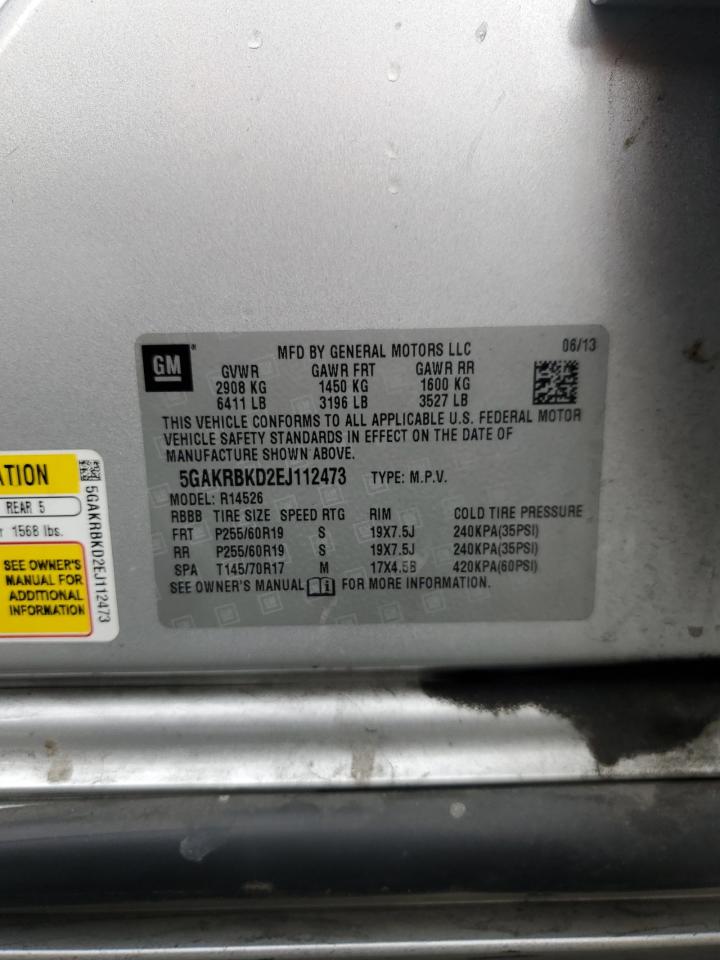 GM
MFD BY GENERAL MOTORS LLC 06/13
GVWR GAWR FRT GAWR RR
2908 KG 1450 KG 1600 KG
6411 LB 3196 LB 3527 LB
THIS VEHICLE CONFORMS TO ALL APPLICABLE U.S. FEDERAL MOTOR
VEHICLE SAFETY STANDARDS IN EFFECT ON THE DATE OF
MANUFACTURE SHOWN ABOVE.
5GAKRBKD2EJ112473 TYPE: M.P.V.
MODEL: R14526
RBBB TIRE SIZE SPEED RTG RIM COLD TIRE PRESSURE
FRT P255/60R19 S 19X7.5J 240KPA(35PSI)
RR P255/60R19 S 19X7.5J 240KPA(35PSI)
SPA T145/70R17 M 17X4.5B 420KPA(60PSI)
SEE OWNER'S MANUAL FOR MORE INFORMATION.
REAR 5
1568 lbs.
SEE OWNER'S
MANUAL FOR
ADDITIONAL
INFORMATION
5GAKRBKD2EJ112473